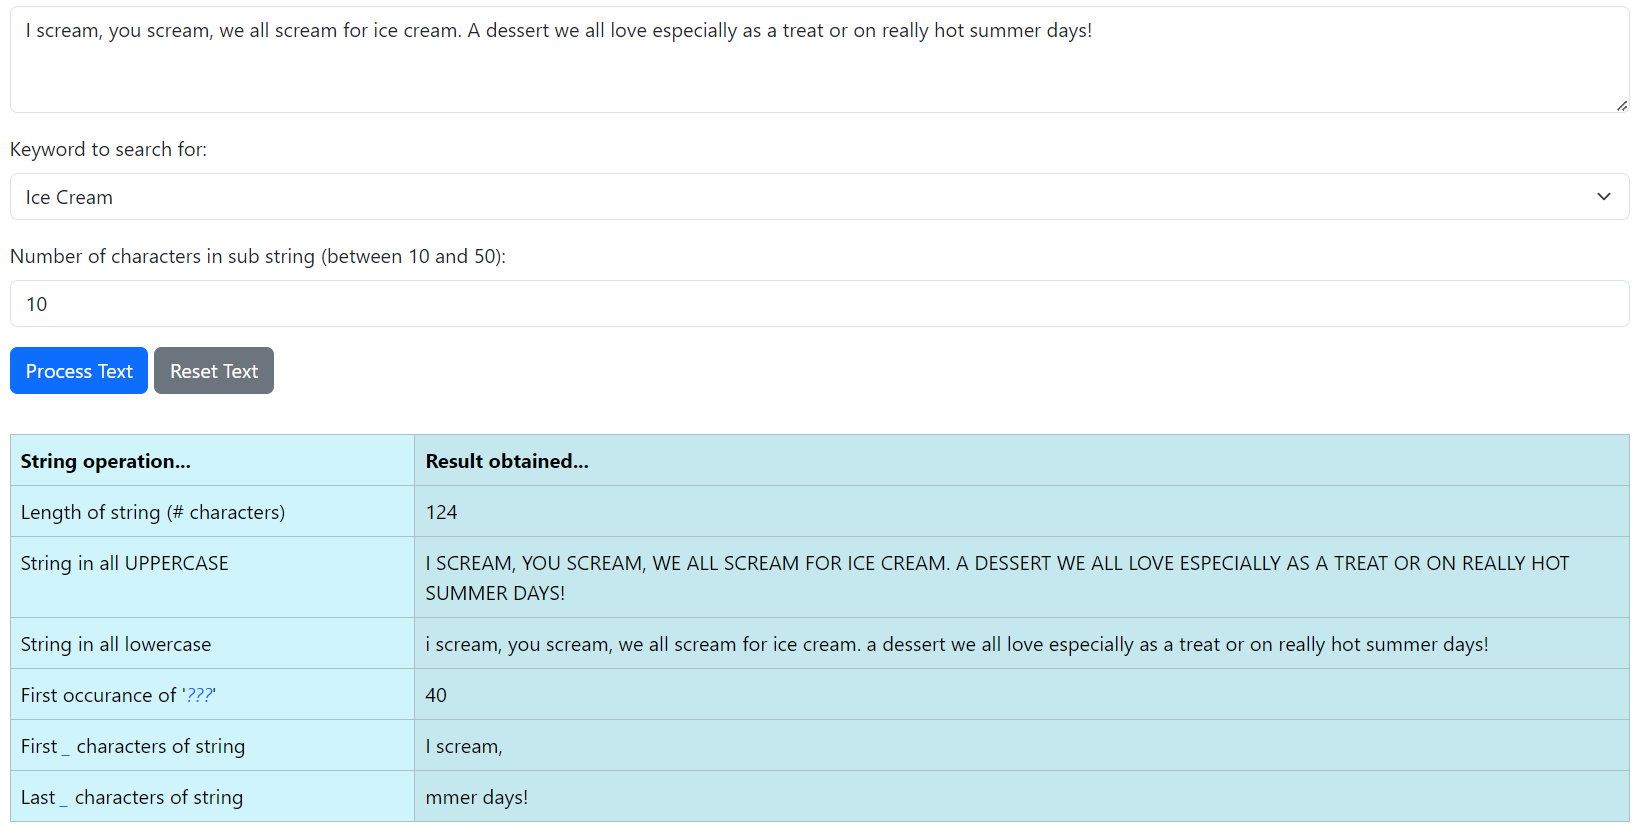 I scream, you scream, we all scream for ice cream. A dessert we all love especially as a treat or on really hot summer days!
Keyword to search for:
Ice Cream
Number of characters in sub string (between 10 and 50):
10
Process Text Reset Text
String operation... Result obtained...
Length of string (# characters) 124
String in all UPPERCASE I SCREAM, YOU SCREAM, WE ALL SCREAM FOR ICE CREAM. A DESSERT WE ALL LOVE ESPECIALLY AS A TREAT OR ON REALLY HOT
SUMMER DAYS!
String in all lowercase i scream, you scream, we all scream for ice cream. a dessert we all love especially as a treat or on really hot summer days!
First occurance of '???' 40
First _ characters of string I scream,
Last _ characters of string mmer days!